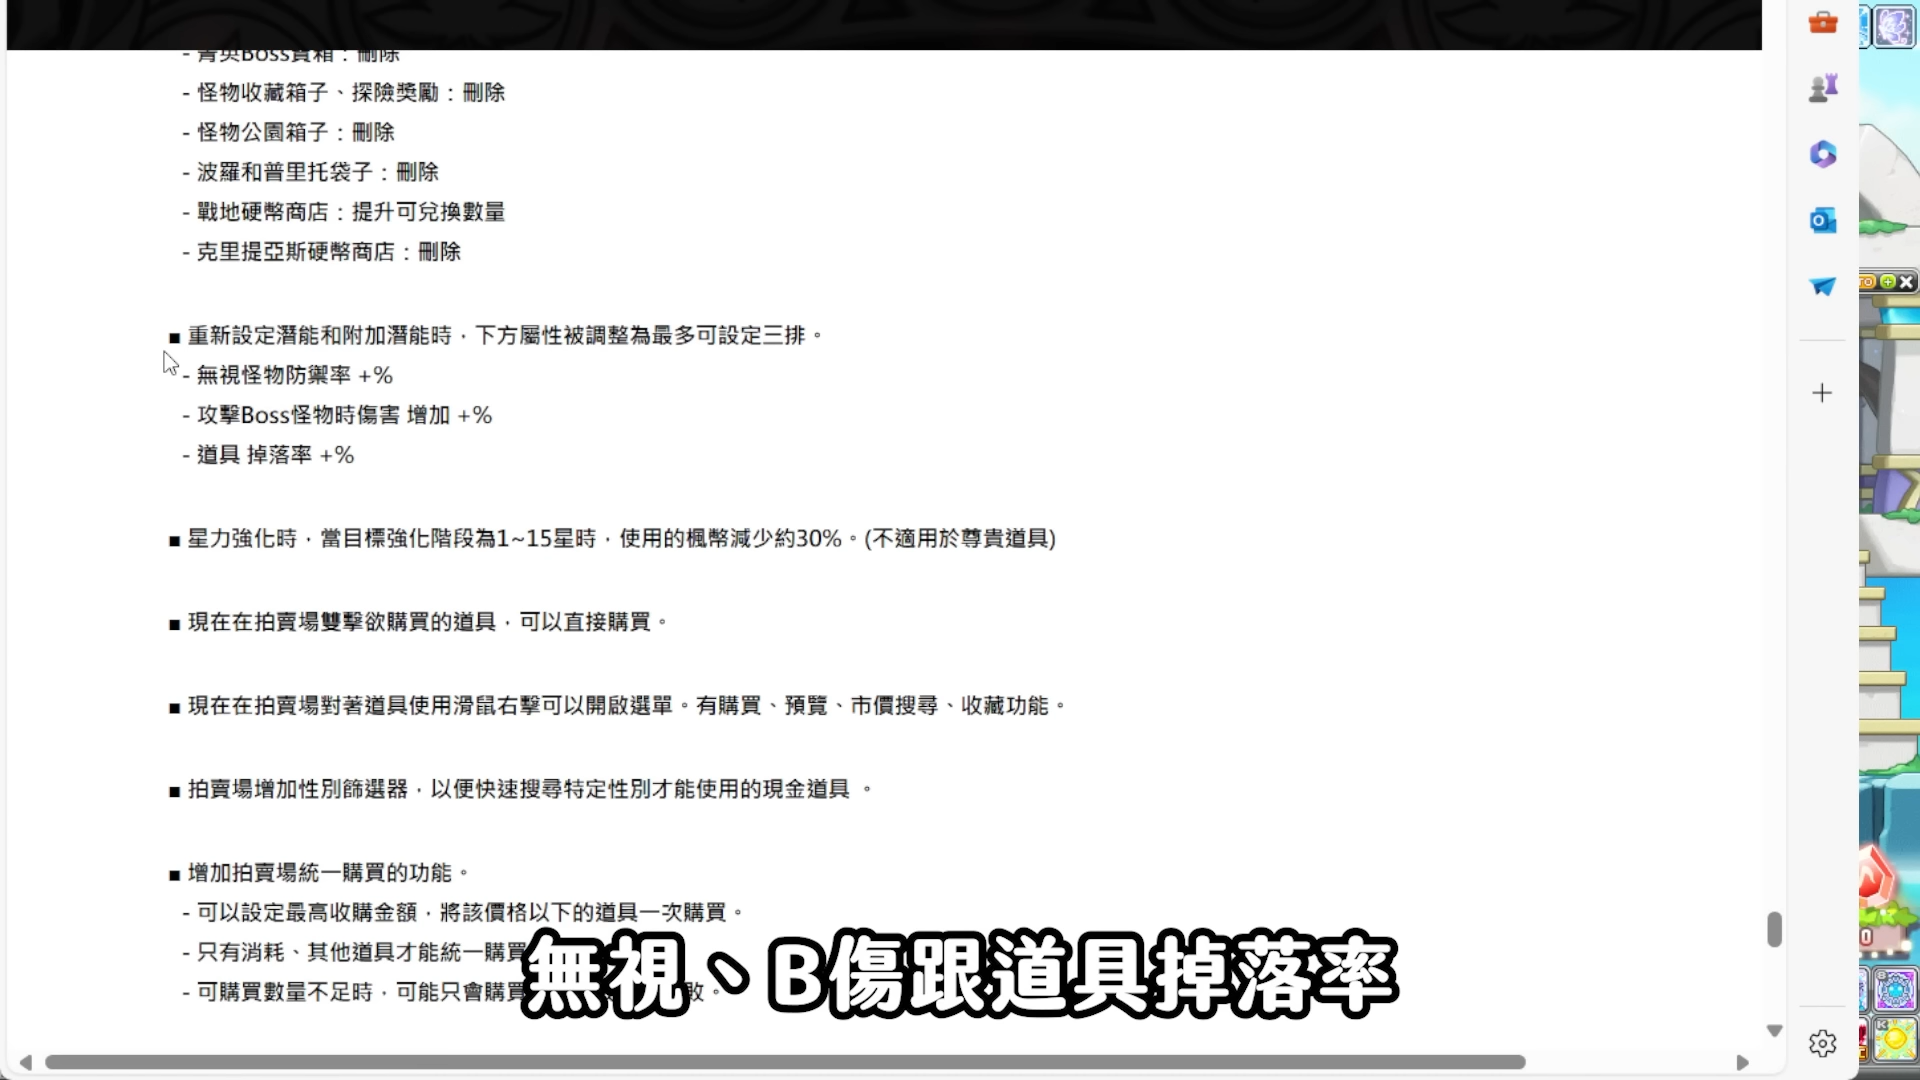 - 菁英Boss寶箱：刪除
- 怪物收藏箱子、探險獎勵：刪除
- 怪物公園箱子：刪除
- 波羅和普里托袋子：刪除
- 戰地硬幣商店：提升可兌換數量
- 克里提亞斯硬幣商店：刪除
■ 重新設定潛能和附加潛能時，下方屬性被調整為最多可設定三排。
- 無視怪物防禦率 +%
- 攻擊Boss怪物時傷害 增加 +%
- 道具 掉落率 +%
■ 星力強化時，當目標強化階段為1~15星時，使用的楓幣減少約30%。(不適用於尊貴道具)
■ 現在在拍賣場雙擊欲購買的道具，可以直接購買。
■ 現在在拍賣場對著道具使用滑鼠右擊可以開啟選單。有購買、預覽、市價搜尋、收藏功能。
■ 拍賣場增加性別篩選器，以便快速搜尋特定性別才能使用的現金道具 。
■ 增加拍賣場統一購買的功能。
- 可以設定最高收購金額，將該價格以下的道具一次購買。
- 只有消耗、其他道具才能統一購買
- 可購買數量不足時，可能只會購買
敗。
無視、B傷跟道具掉落率